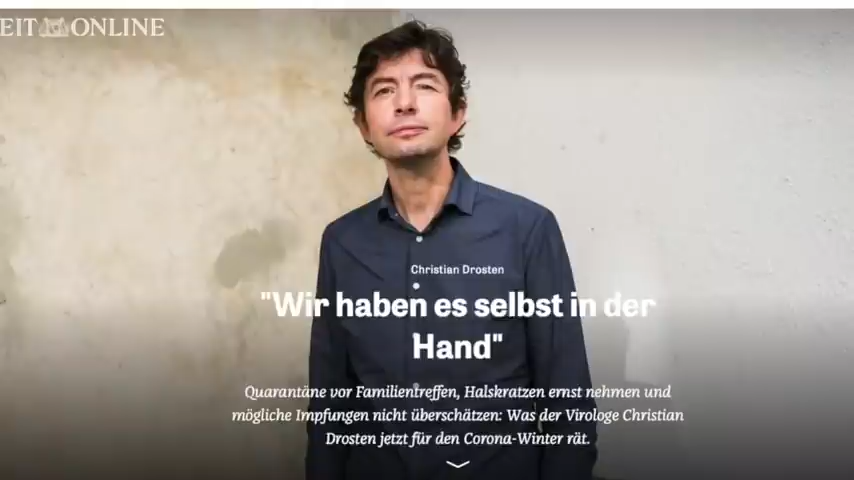 EIT ONLINE
Christian Drosten
"Wir haben es selbst in der
Hand"
Quarantäne vor Familientreffen, Halskratzen ernst nehmen und
mögliche Impfungen nicht überschätzen: Was der Virologe Christian
Drosten jetzt für den Corona-Winter rät.